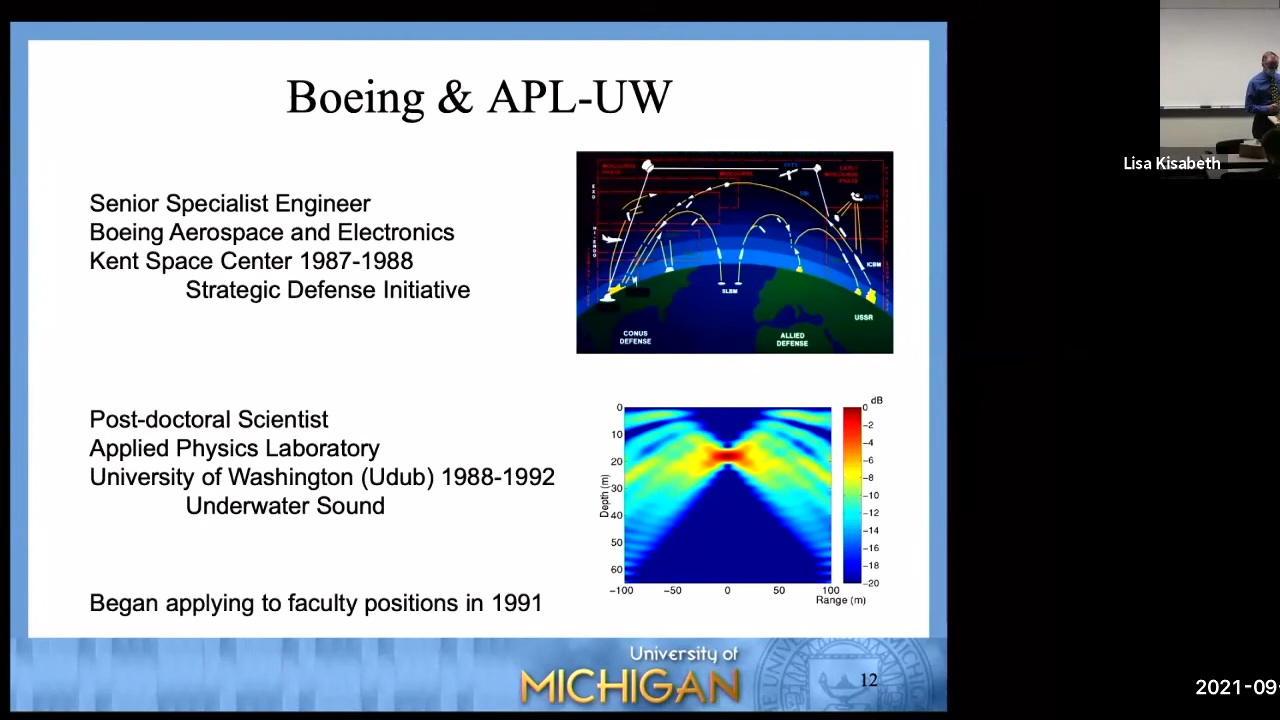 Boeing & APL-UW
Senior Specialist Engineer
Boeing Aerospace and Electronics
Kent Space Center 1987-1988
Strategic Defense Initiative
MIDCOURSE
EXO
HI-ENDO
SLBM
ICBM
USSR
CONUS
DEFENSE
ALLIED
DEFENSE
Post-doctoral Scientist
Applied Physics Laboratory
University of Washington (Udub) 1988-1992
Underwater Sound
Began applying to faculty positions in 1991
dB
0
10
20
30
40
50
60
Depth (m)
−100
−50
0
50
100
Range (m)
0
−2
−4
−6
−8
−10
−12
−14
−16
−18
−20
University of
MICHIGAN
12
Lisa Kisabeth
2021-09-